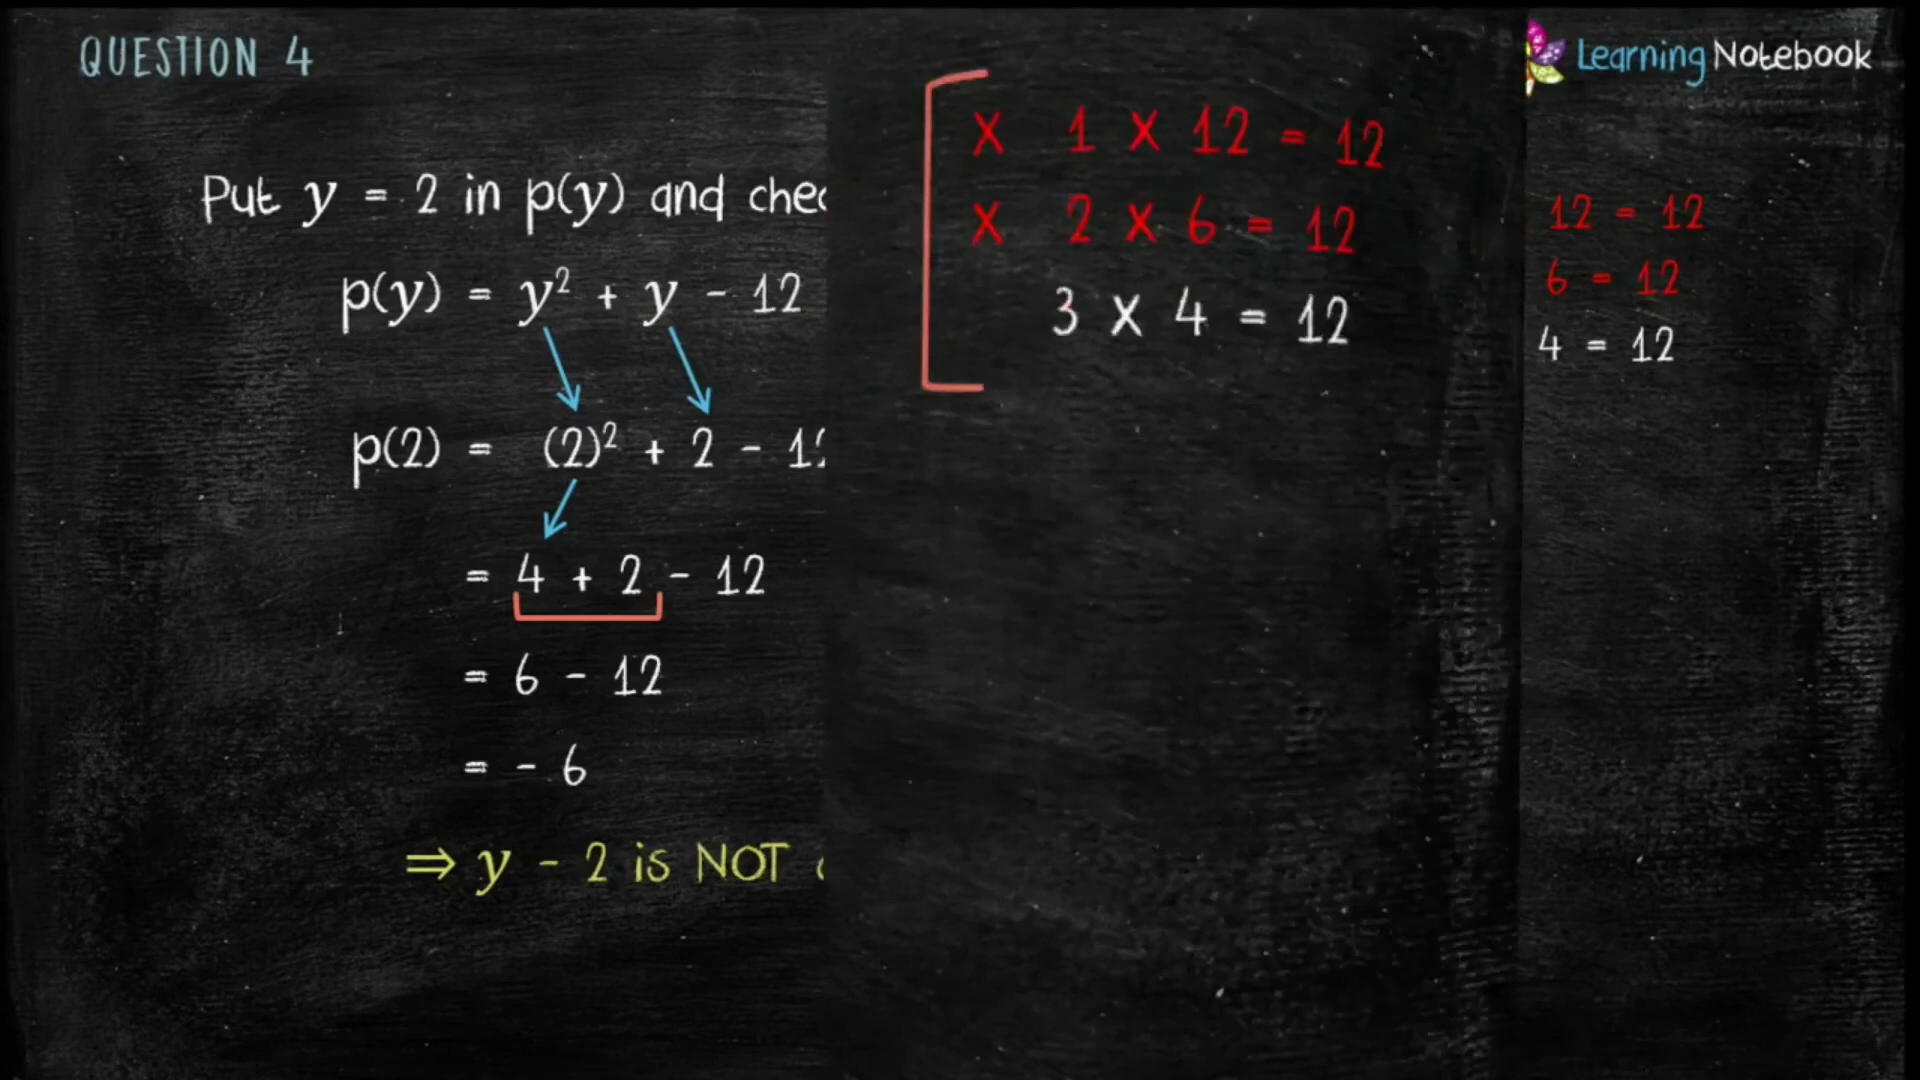 QUESTION 4
Learning Notebook
Put y = 2 in p(y) and
p(y) = y² + y - 12
p(2) = (2)² + 2 -
= 4 + 2 - 12
= 6 - 12
= - 6
⇒ y - 2 is NOT
X 1 X 12 = 12
X 2 X 6 = 12
3 X 4 = 12
12 = 12
6 = 12
4 = 12